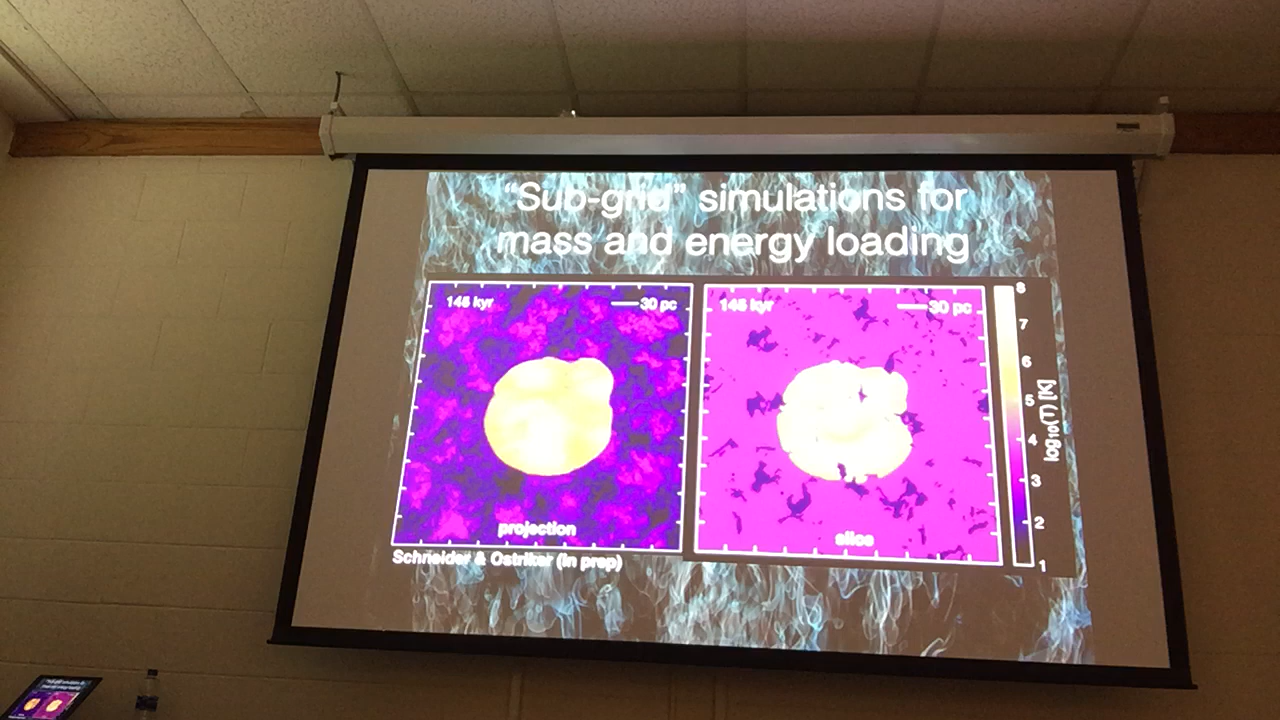 “Sub-grid” simulations for
mass and energy loading
145 kyr
30 pc
projection
145 kyr
30 pc
slice
8
7
6
5
4
3
2
1
log₁₀(T) [K]
Schneider & Ostriker (in prep)